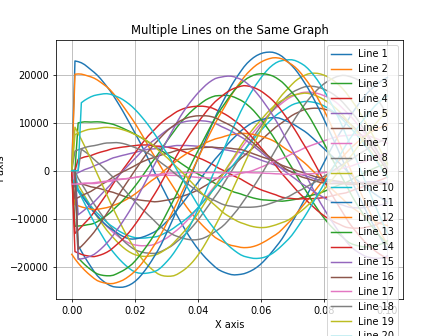 Multiple Lines on the Same Graph
20000
10000
0
−10000
−20000
0.00
0.02
0.04
0.06
0.08
X axis
Line 1
Line 2
Line 3
Line 4
Line 5
Line 6
Line 7
Line 8
Line 9
Line 10
Line 11
Line 12
Line 13
Line 14
Line 15
Line 16
Line 17
Line 18
Line 19
Line 20